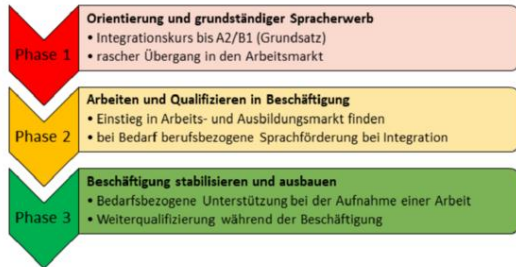 Phase 1
Orientierung und grundständiger Spracherwerb
• Integrationskurs bis A2/B1 (Grundsatz)
• rascher Übergang in den Arbeitsmarkt
Phase 2
Arbeiten und Qualifizieren in Beschäftigung
• Einstieg in Arbeits- und Ausbildungsmarkt finden
• bei Bedarf berufsbezogene Sprachförderung bei Integration
Phase 3
Beschäftigung stabilisieren und ausbauen
• Bedarfsbezogene Unterstützung bei der Aufnahme einer Arbeit
• Weiterqualifizierung während der Beschäftigung